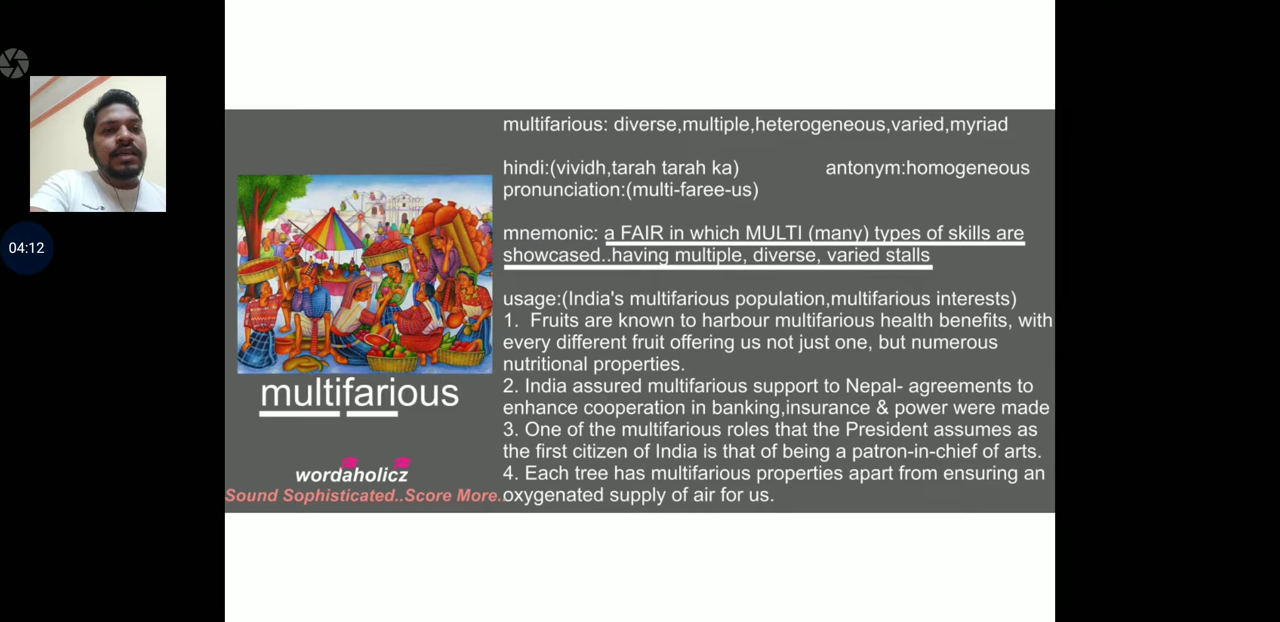 multifarious: diverse,multiple,heterogeneous,varied,myriad
hindi:(vividh,tarah tarah ka) antonym:homogeneous
pronunciation:(multi-faree-us)
mnemonic: a FAIR in which MULTI (many) types of skills are
showcased..having multiple, diverse, varied stalls
usage:(India's multifarious population,multifarious interests)
1. Fruits are known to harbour multifarious health benefits, with
every different fruit offering us not just one, but numerous
nutritional properties.
2. India assured multifarious support to Nepal- agreements to
enhance cooperation in banking,insurance & power were made
3. One of the multifarious roles that the President assumes as
the first citizen of India is that of being a patron-in-chief of arts.
4. Each tree has multifarious properties apart from ensuring an
oxygenated supply of air for us.
multifarious
wordaholicz
Sound Sophisticated..Score More..
04:12